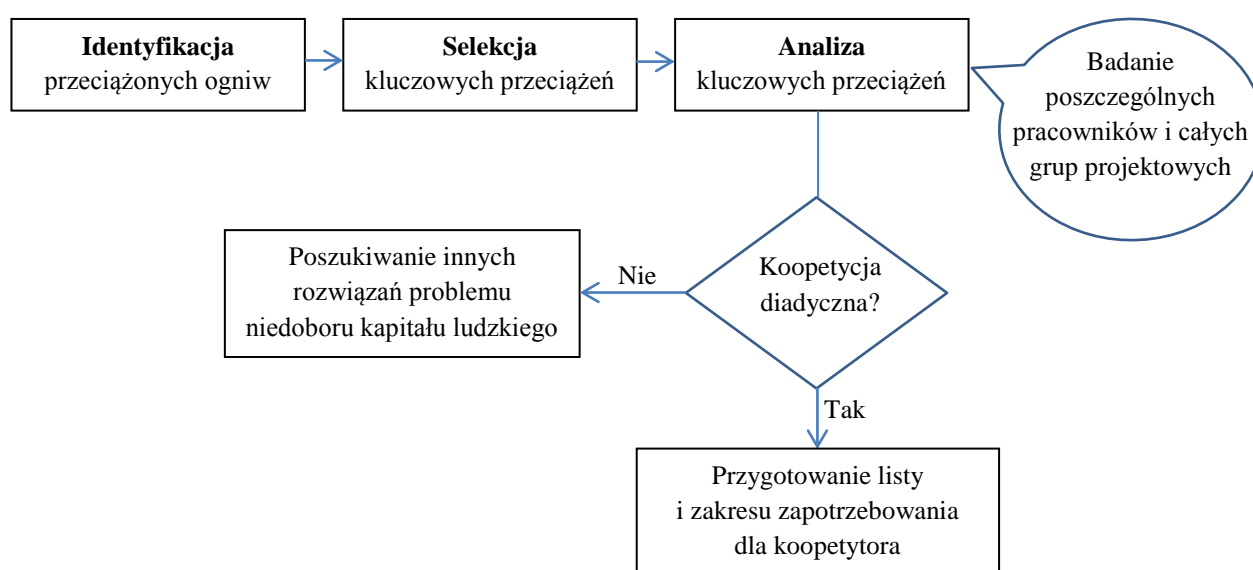 Identyfikacja
przeciążonych ogniw
Selekcja
kluczowych przeciążeń
Analiza
kluczowych przeciążeń
Badanie
poszczególnych
pracowników i całych
grup projektowych
Poszukiwanie innych
rozwiązań problemu
niedoboru kapitału ludzkiego
Nie
Koopetycja
diadyczna?
Tak
Przygotowanie listy
i zakresu zapotrzebowania
dla koopetytora